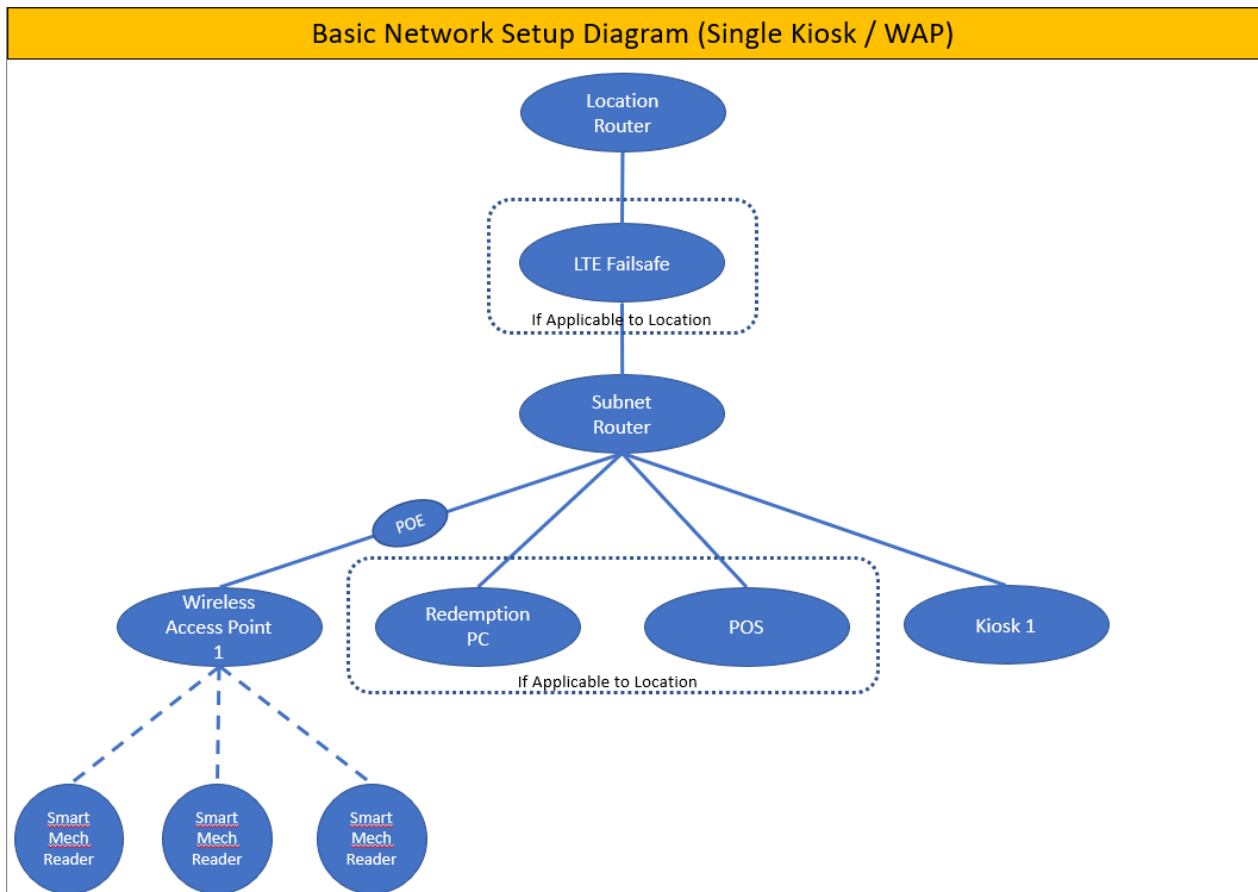 Basic Network Setup Diagram (Single Kiosk / WAP)
Location
Router
LTE Failsafe
If Applicable to Location
Subnet
Router
POE
Wireless
Access Point
1
Redemption
PC
POS
Kiosk 1
If Applicable to Location
Smart
Mech
Reader
Smart
Mech
Reader
Smart
Mech
Reader